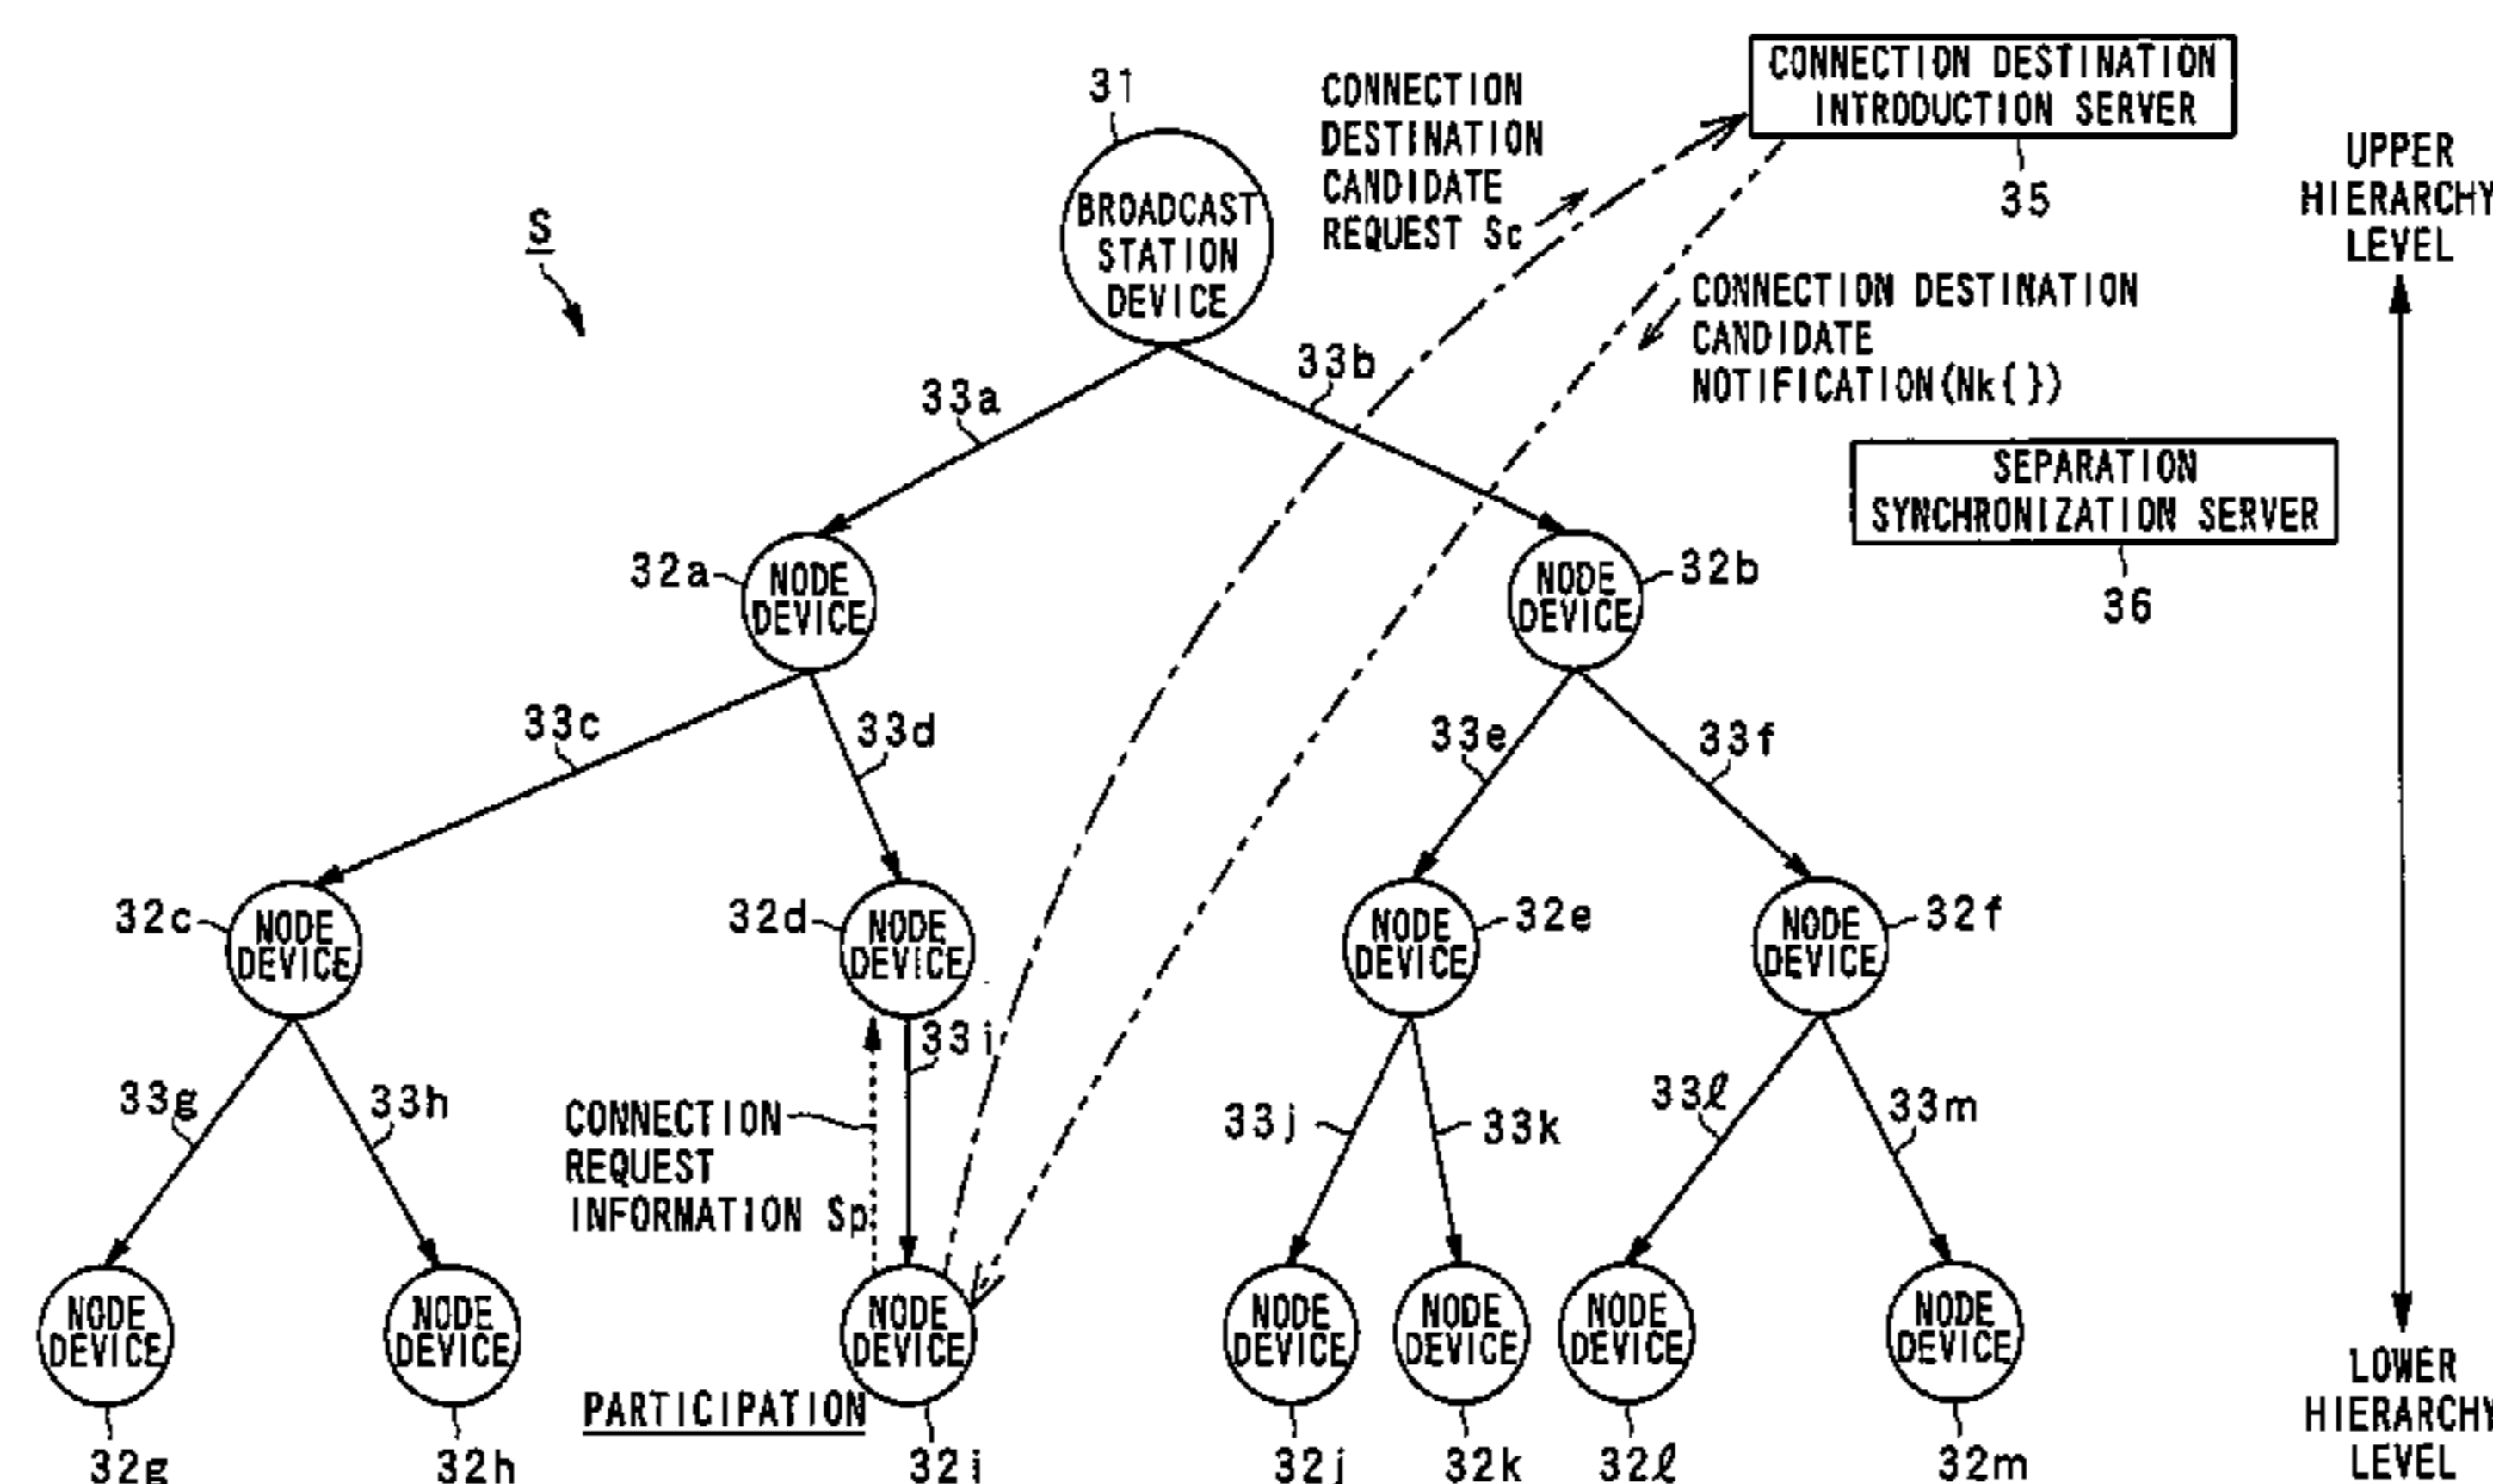 31
BROADCAST
STATION
DEVICE
S
CONNECTION
DESTINATION
CANDIDATE
REQUEST Sc
CONNECTION DESTINATION
INTRODUCTION SERVER
35
UPPER
HIERARCHY
LEVEL
CONNECTION DESTINATION
CANDIDATE
NOTIFICATION(Nk{})
33a
33b
SEPARATION
SYNCHRONIZATION SERVER
36
32a
NODE
DEVICE
NODE
DEVICE
32b
33c
33d
33e
33f
32c
NODE
DEVICE
32d
NODE
DEVICE
NODE
DEVICE
32e
NODE
DEVICE
32f
33g
33h
CONNECTION
REQUEST
INFORMATION Sp
33i
33j
33k
33ℓ
33m
NODE
DEVICE
NODE
DEVICE
NODE
DEVICE
NODE
DEVICE
NODE
DEVICE
NODE
DEVICE
NODE
DEVICE
PARTICIPATION
32g
32h
32i
32j
32k
32ℓ
32m
LOWER
HIERARCHY
LEVEL